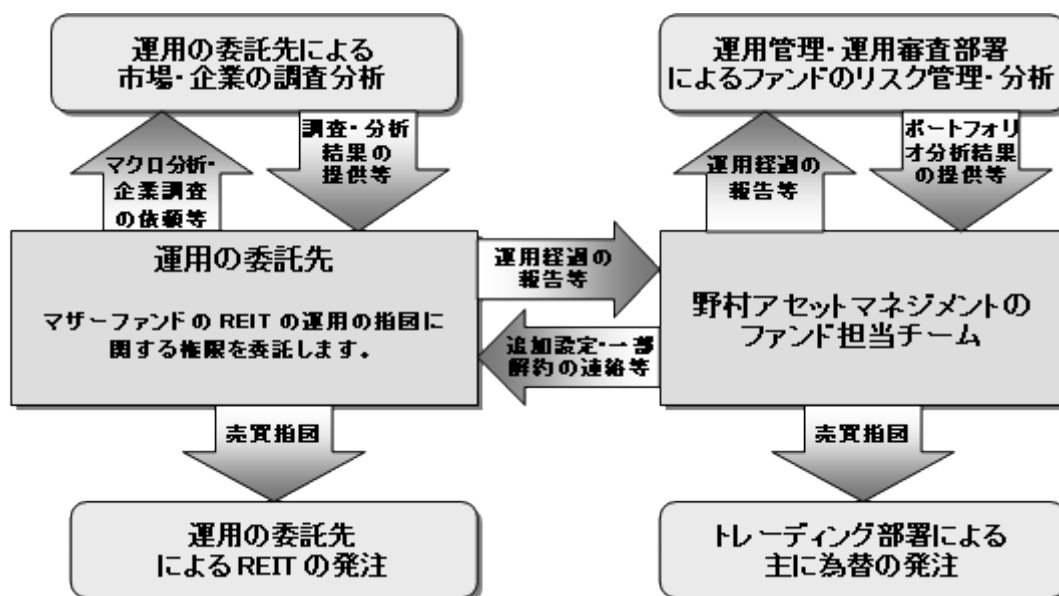 運用の委託先による
市場・企業の調査分析
運用管理・運用審査部署
によるファンドのリスク管理・分析
マクロ分析・
企業調査
の依頼等
調査・分析
結果の
提供等
運用経過の
報告等
ポートフォリ
オ分析結果
の提供等
運用の委託先
マザーファンドのREITの運用の指図に
関する権限を委託します。
運用経過の
報告等
追加設定・一部
解約の連絡等
野村アセットマネジメントの
ファンド担当チーム
売買指図
売買指図
運用の委託先
によるREITの発注
トレーディング部署による
主に為替の発注